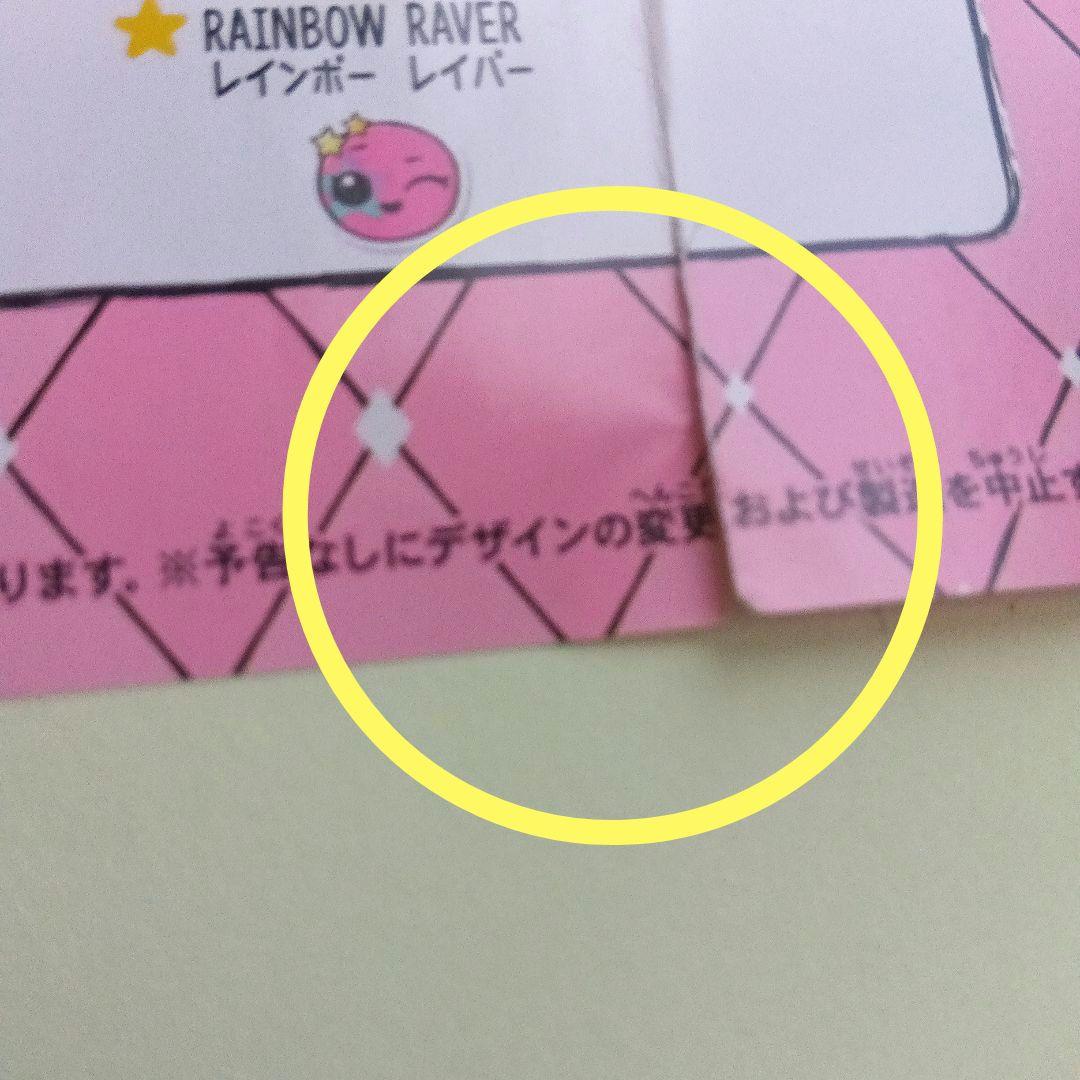 RAINBOW RAVER
レインボー レイバー
ります。※予告なしにデザインの変更および製造を中止す